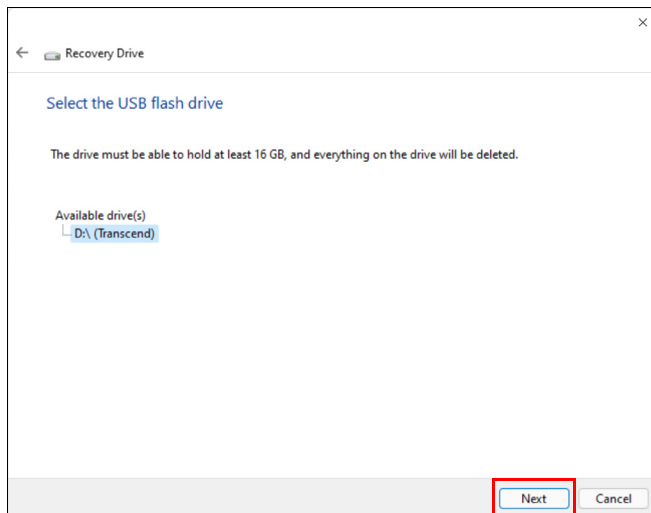 Recovery Drive
Select the USB flash drive
The drive must be able to hold at least 16 GB, and everything on the drive will be deleted.
Available drive(s)
D:\ (Transcend)
Next Cancel